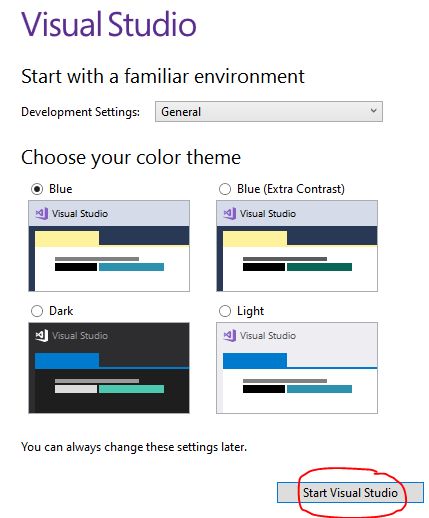 Visual Studio
Start with a familiar environment
Development Settings: General
Choose your color theme
Blue Blue (Extra Contrast)
Visual Studio Visual Studio
Dark Light
Visual Studio Visual Studio
You can always change these settings later.
Start Visual Studio